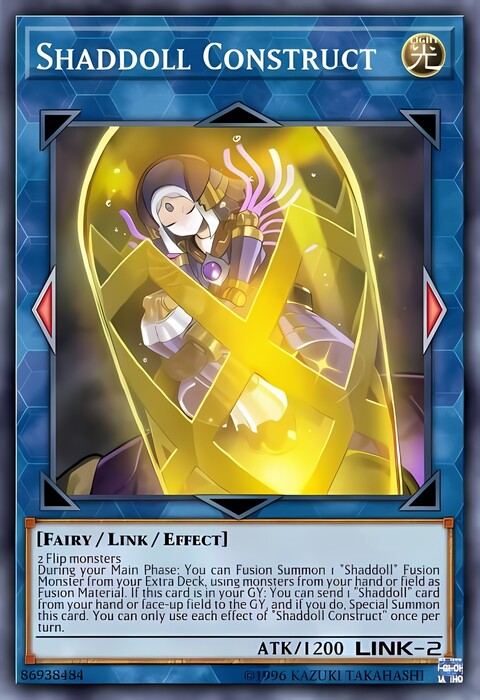 Shaddoll Construct
光
[Fairy / Link / Effect]
2 Flip monsters
During your Main Phase: You can Fusion Summon 1 "Shaddoll" Fusion
Monster from your Extra Deck, using monsters from your hand or field as
Fusion Material. If this card is in your GY: You can send 1 "Shaddoll"
card from your hand or face-up field to the GY, and if you do, Special Summon
this card. You can only use each effect of "Shaddoll Construct" once per
turn.
ATK/1200 LINK-2
86938484 ©1996 KAZUKI TAKAHASHI